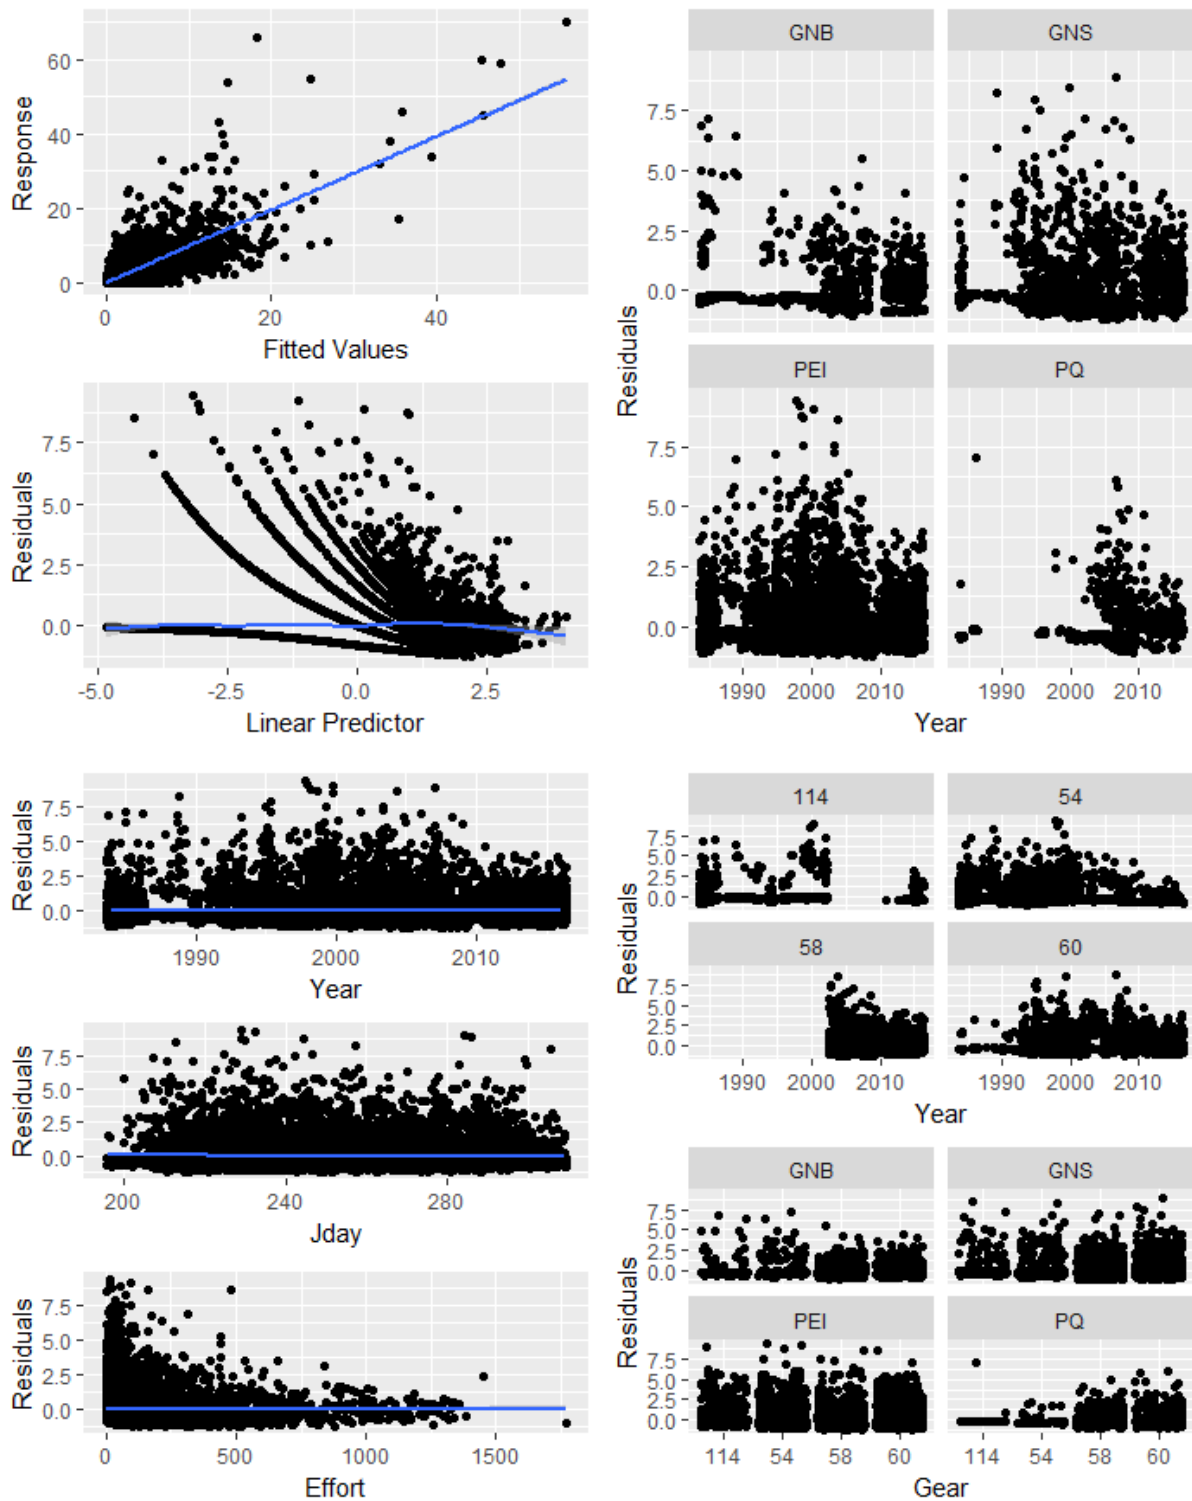 Response
60
40
20
0
0 20 40
Fitted Values
Residuals
7.5
5.0
2.5
0.0
-5.0 -2.5 0.0 2.5
Linear Predictor
Residuals
7.5
5.0
2.5
0.0
1990 2000 2010
Year
Residuals
7.5
5.0
2.5
0.0
200 240 280
Jday
Residuals
7.5
5.0
2.5
0.0
0 500 1000 1500
Effort
GNB GNS
7.5
5.0
2.5
0.0
Residuals
PEI PQ
7.5
5.0
2.5
0.0
1990 2000 2010 1990 2000 2010
Year
114 54
7.5
5.0
2.5
0.0
Residuals
58 60
7.5
5.0
2.5
0.0
1990 2000 2010 1990 2000 2010
Year
GNB GNS
7.5
5.0
2.5
0.0
Residuals
PEI PQ
7.5
5.0
2.5
0.0
114 54 58 60 114 54 58 60
Gear